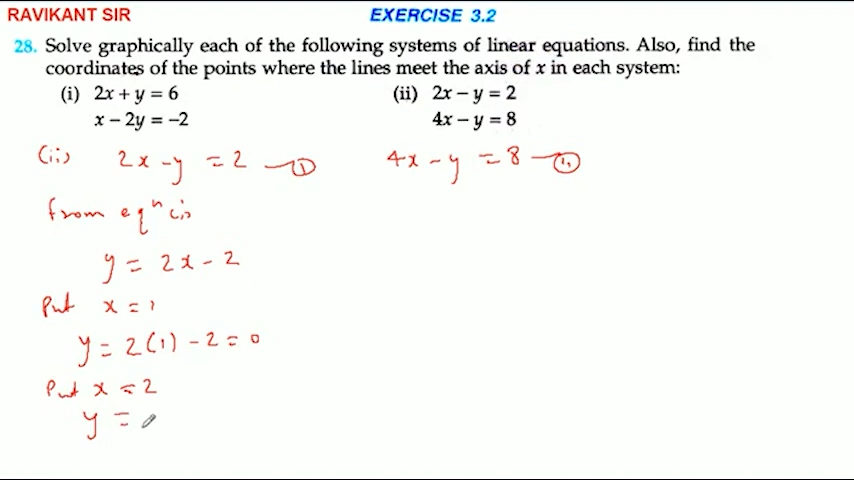 RAVIKANT SIR EXERCISE 3.2
28. Solve graphically each of the following systems of linear equations. Also, find the
coordinates of the points where the lines meet the axis of x in each system:
(i) 2x + y = 6 (ii) 2x − y = 2
x − 2y = −2 4x − y = 8
(ii) 2x − y = 2 — (i) 4x − y = 8 — (ii)
from eqⁿ (i)
y = 2x − 2
Put x = 1
y = 2(1) − 2 = 0
Put x = 2
y =